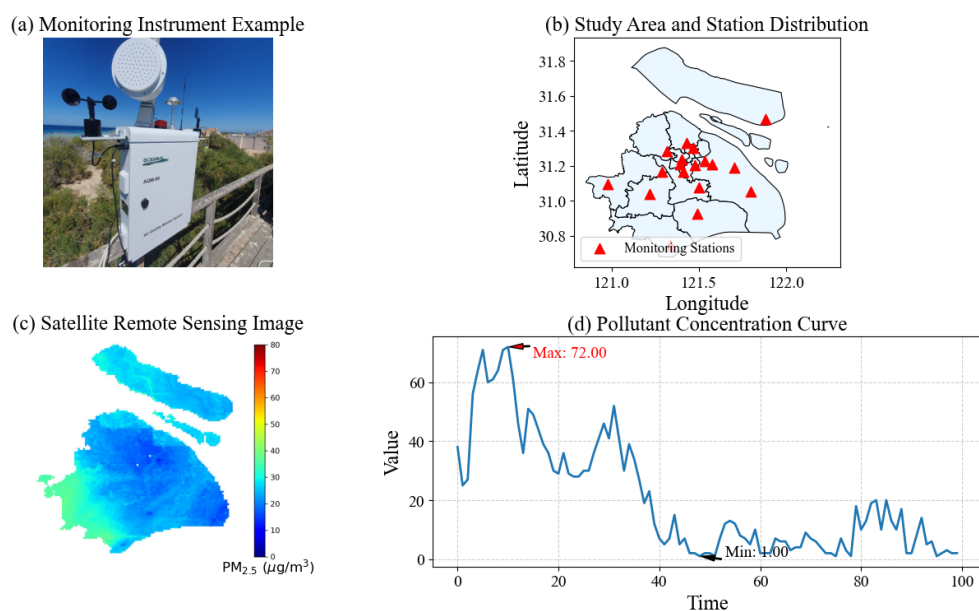 (a) Monitoring Instrument Example
OCEANUS
AQM-09
(b) Study Area and Station Distribution
Latitude
31.8
31.6
31.4
31.2
31.0
30.8
Monitoring Stations
121.0
121.5
122.0
Longitude
(c) Satellite Remote Sensing Image
80
70
60
50
40
30
20
10
0
PM2.5 (μg/m³)
(d) Pollutant Concentration Curve
Value
60
40
20
0
Max: 72.00
Min: 1.00
0
20
40
60
80
100
Time